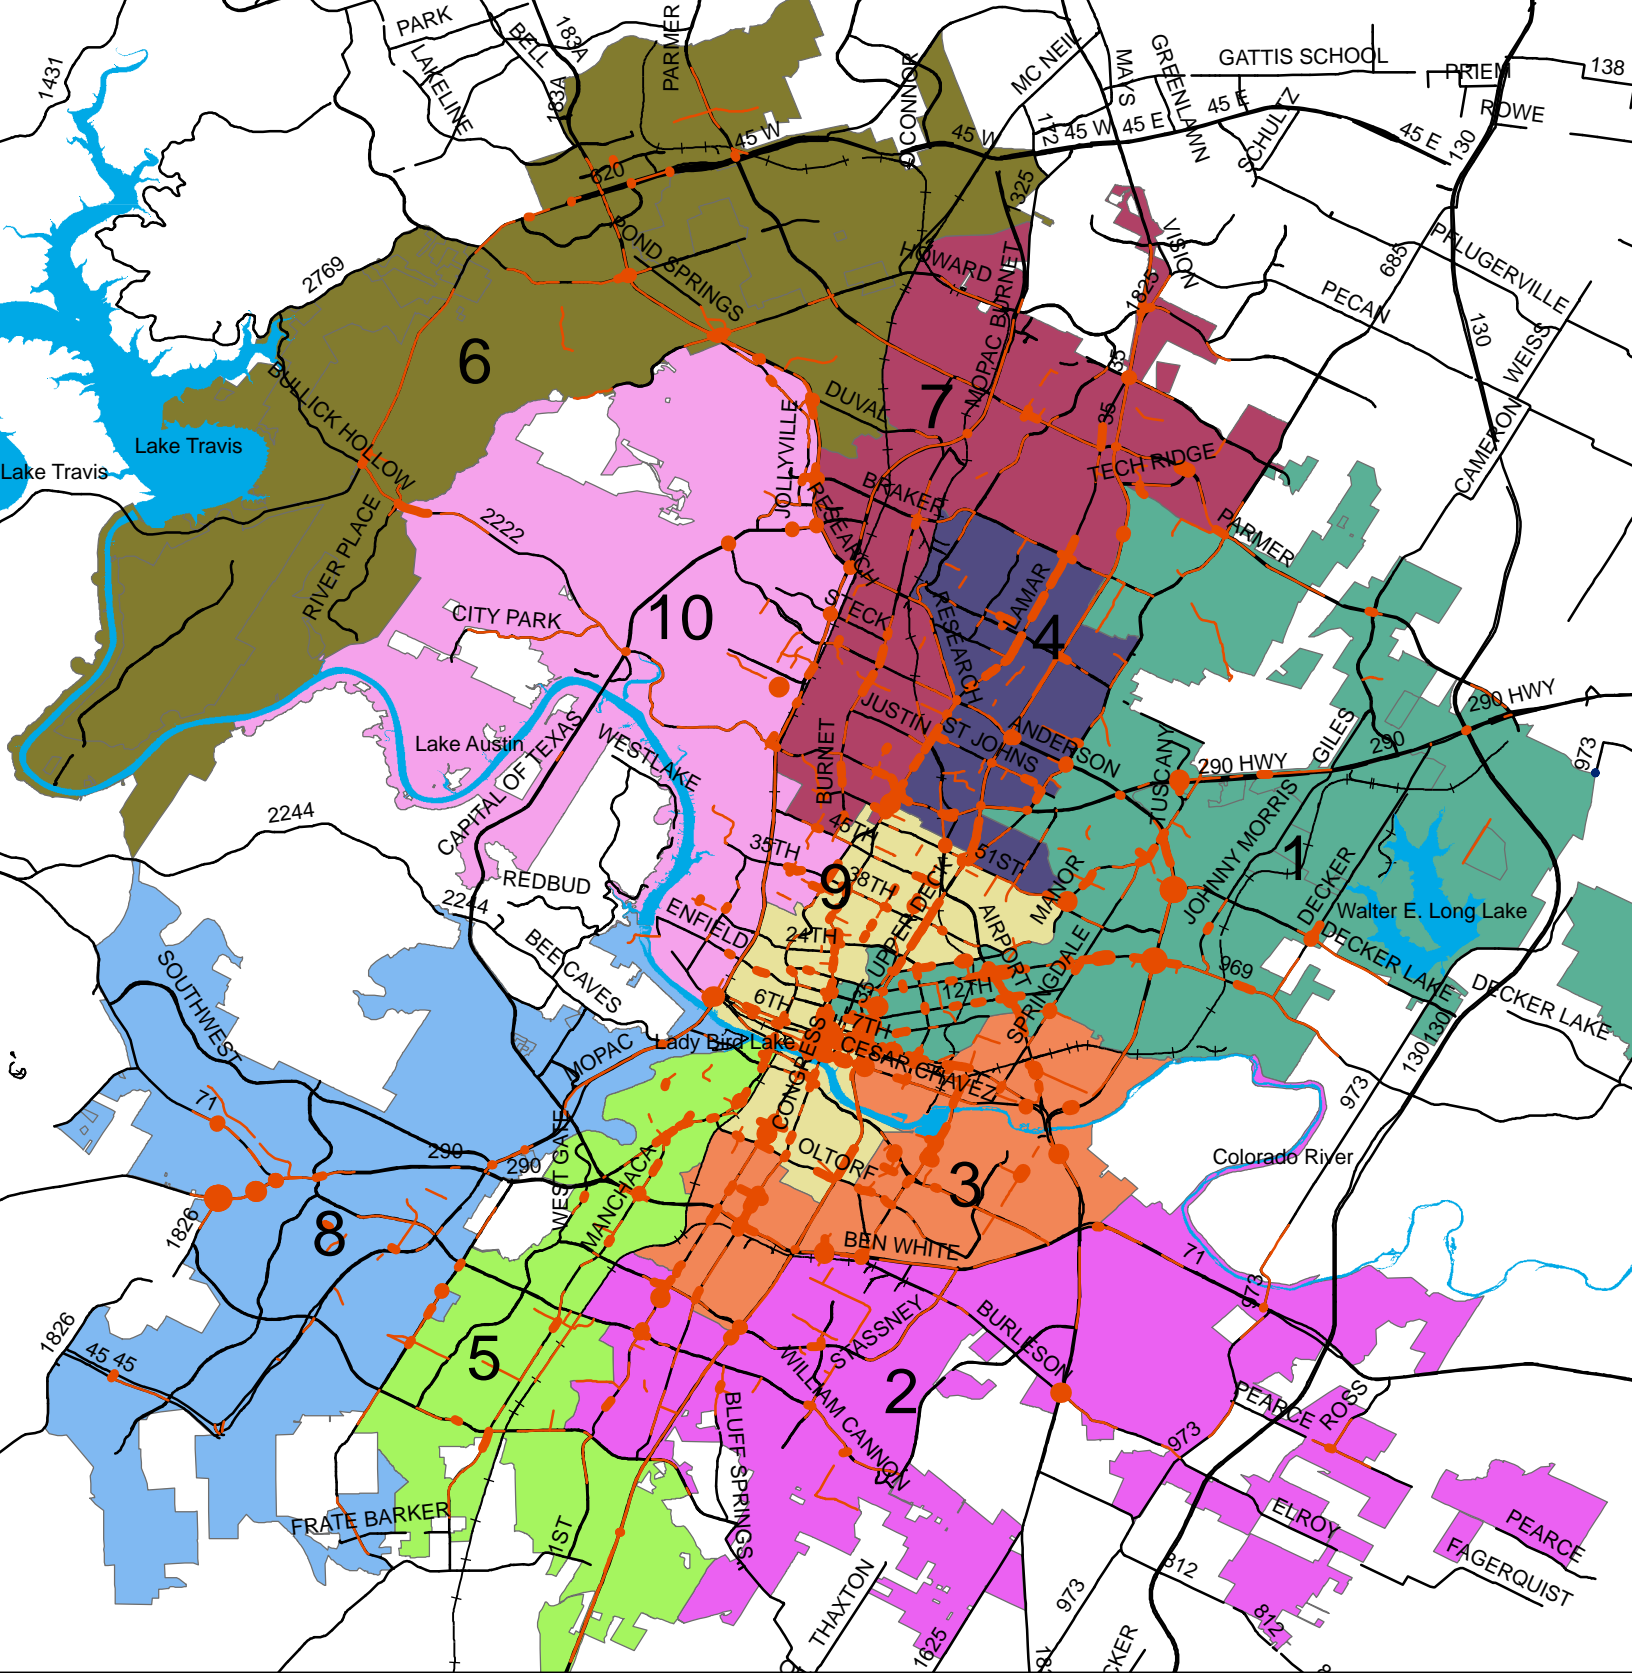 PARK
BELL
183A
PARMER
1431
LAKELINE
183A
45 W
O CONNOR
MC NEIL
MAYS
GREENLAWN
GATTIS SCHOOL
PRIEM
138
ROWE
45 W
172
45 W
45 E
45 E
SCHULTZ
45 E
130
620
325
POND SPRINGS
2769
HOWARD
MOPAC
BURNET
VISION
1825
685
PFLUGERVILLE
PECAN
130
WEISS
6
BULLICK HOLLOW
35
DUVAL
7
35
JOLLYVILLE
CAMERON
Lake Travis
Lake Travis
TECH RIDGE
BRAKER
RESEARCH
PARMER
2222
RIVER PLACE
CITY PARK
10
STECK
RESEARCH
LAMAR
4
JUSTIN
ST JOHNS
ANDERSON
290 HWY
Lake Austin
CAPITAL OF TEXAS
WESTLAKE
BURNET
TUSCANY
290 HWY
GILES
290
973
2244
45TH
35TH
51ST
JOHNNY MORRIS
1
REDBUD
2244
9
38TH
MANOR
DECKER
Walter E. Long Lake
ENFIELD
24TH
UPPER DECK
35
AIRPORT
SPRINGDALE
DECKER LAKE
BEE CAVES
SOUTHWEST
969
12TH
6TH
7TH
DECKER LAKE
130
130
Lady Bird Lake
CESAR CHAVEZ
MOPAC
CONGRESS
973
71
WEST GATE
290
290
OLTORF
Colorado River
MANCHACA
3
1826
8
BEN WHITE
71
973
1826
45 45
5
STASSNEY
BURLESON
WILLIAM CANNON
2
BLUFF SPRINGS
PEARCE
ROSS
973
FRATE BARKER
1ST
ELROY
PEARCE
FAGERQUIST
812
THAXTON
973
812
1625